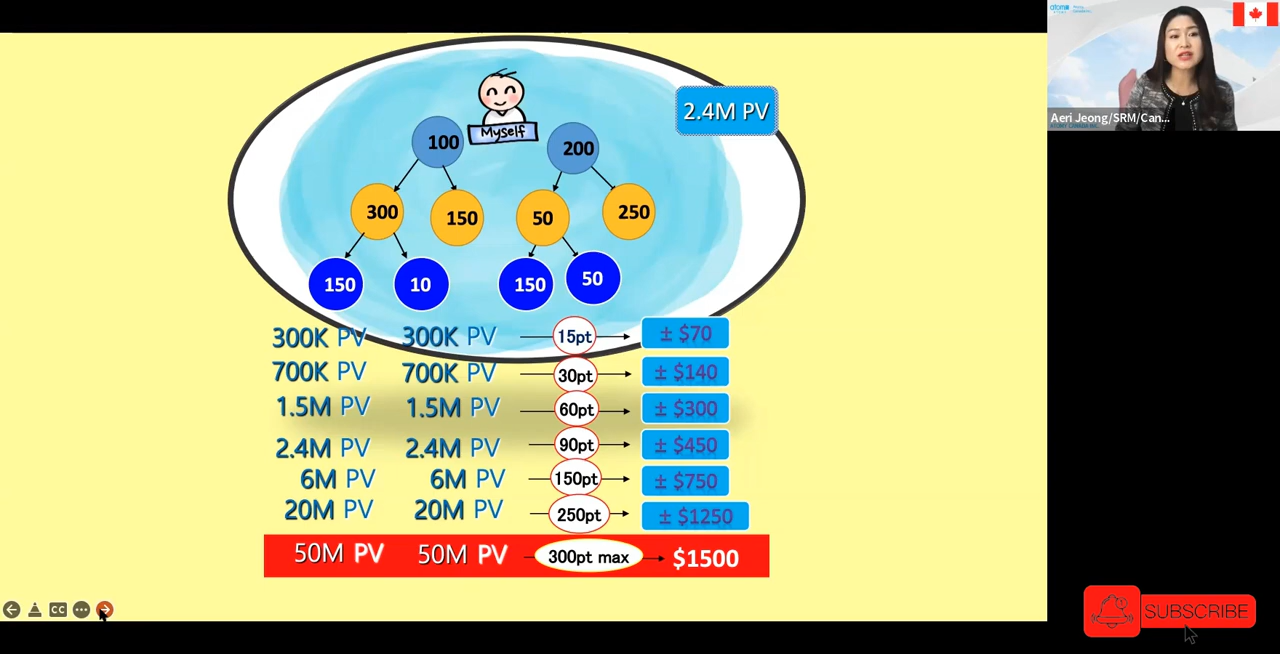 2.4M PV
Myself
100
200
300
150
50
250
150
10
150
50
300K PV 300K PV 15pt ± $70
700K PV 700K PV 30pt ± $140
1.5M PV 1.5M PV 60pt ± $300
2.4M PV 2.4M PV 90pt ± $450
6M PV 6M PV 150pt ± $750
20M PV 20M PV 250pt ± $1250
50M PV 50M PV 300pt max $1500
CC
Aeri Jeong/SRM/Can...
SUBSCRIBE